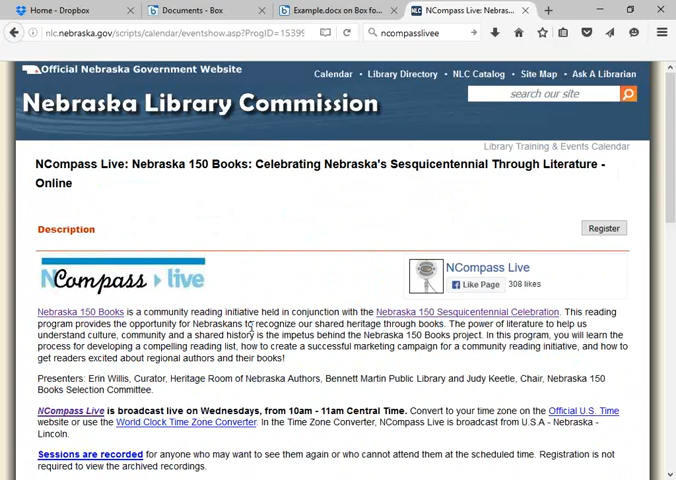 Home - Dropbox
Documents - Box
Example.docx on Box fo...
NCompass Live: Nebras...
nlc.nebraska.gov/scripts/calendar/eventshow.asp?ProgID=15399
ncompasslivee
Official Nebraska Government Website
Calendar • Library Directory • NLC Catalog • Site Map • Ask A Librarian
Nebraska Library Commission
search our site
Library Training & Events Calendar
NCompass Live: Nebraska 150 Books: Celebrating Nebraska's Sesquicentennial Through Literature -
Online
Description
Register
NCompass live
NCompass Live
Like Page
308 likes
Nebraska 150 Books is a community reading initiative held in conjunction with the Nebraska 150 Sesquicentennial Celebration. This reading
program provides the opportunity for Nebraskans to recognize our shared heritage through books. The power of literature to help us
understand culture, community and a shared history is the impetus behind the Nebraska 150 Books project. In this program, you will learn the
process for developing a compelling reading list, how to create a successful marketing campaign for a community reading initiative, and how to
get readers excited about regional authors and their books!
Presenters: Erin Willis, Curator, Heritage Room of Nebraska Authors, Bennett Martin Public Library and Judy Keetle, Chair, Nebraska 150
Books Selection Committee.
NCompass Live is broadcast live on Wednesdays, from 10am - 11am Central Time. Convert to your time zone on the Official U.S. Time
website or use the World Clock Time Zone Converter. In the Time Zone Converter, NCompass Live is broadcast from U.S.A - Nebraska -
Lincoln.
Sessions are recorded for anyone who may want to see them again or who cannot attend them at the scheduled time. Registration is not
required to view the archived recordings.